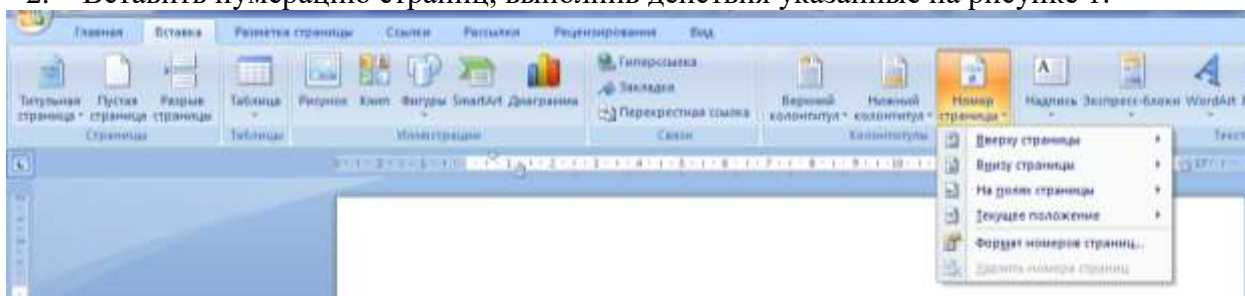 2. Вставить нумерацию страниц, выполнив действия указанные на рисунке 1.
Главная Вставка Разметка страницы Ссылки Рассылки Рецензирование Вид
Титульная страница Пустая страница Разрыв страницы Таблица Рисунок Клип Фигуры SmartArt Диаграмма Гиперссылка Закладка Перекрестная ссылка Верхний колонтитул Нижний колонтитул Номер страницы Надпись Экспресс-блоки WordArt
Страницы Таблицы Иллюстрации Связи Колонтитулы Текст
Вверху страницы
Внизу страницы
На полях страницы
Текущее положение
Формат номеров страниц...
Удалить номера страниц